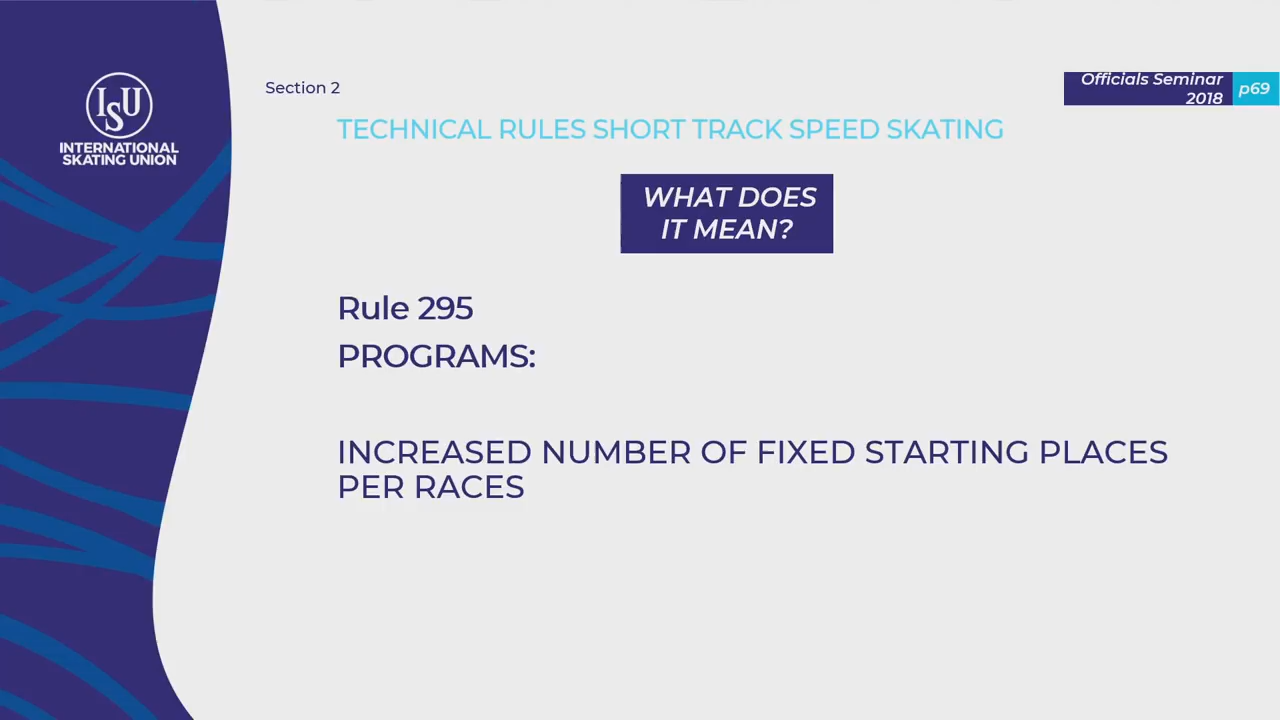 ISU
INTERNATIONAL
SKATING UNION
Section 2
Officials Seminar
2018
p69
TECHNICAL RULES SHORT TRACK SPEED SKATING
WHAT DOES
IT MEAN?
Rule 295
PROGRAMS:
INCREASED NUMBER OF FIXED STARTING PLACES
PER RACES